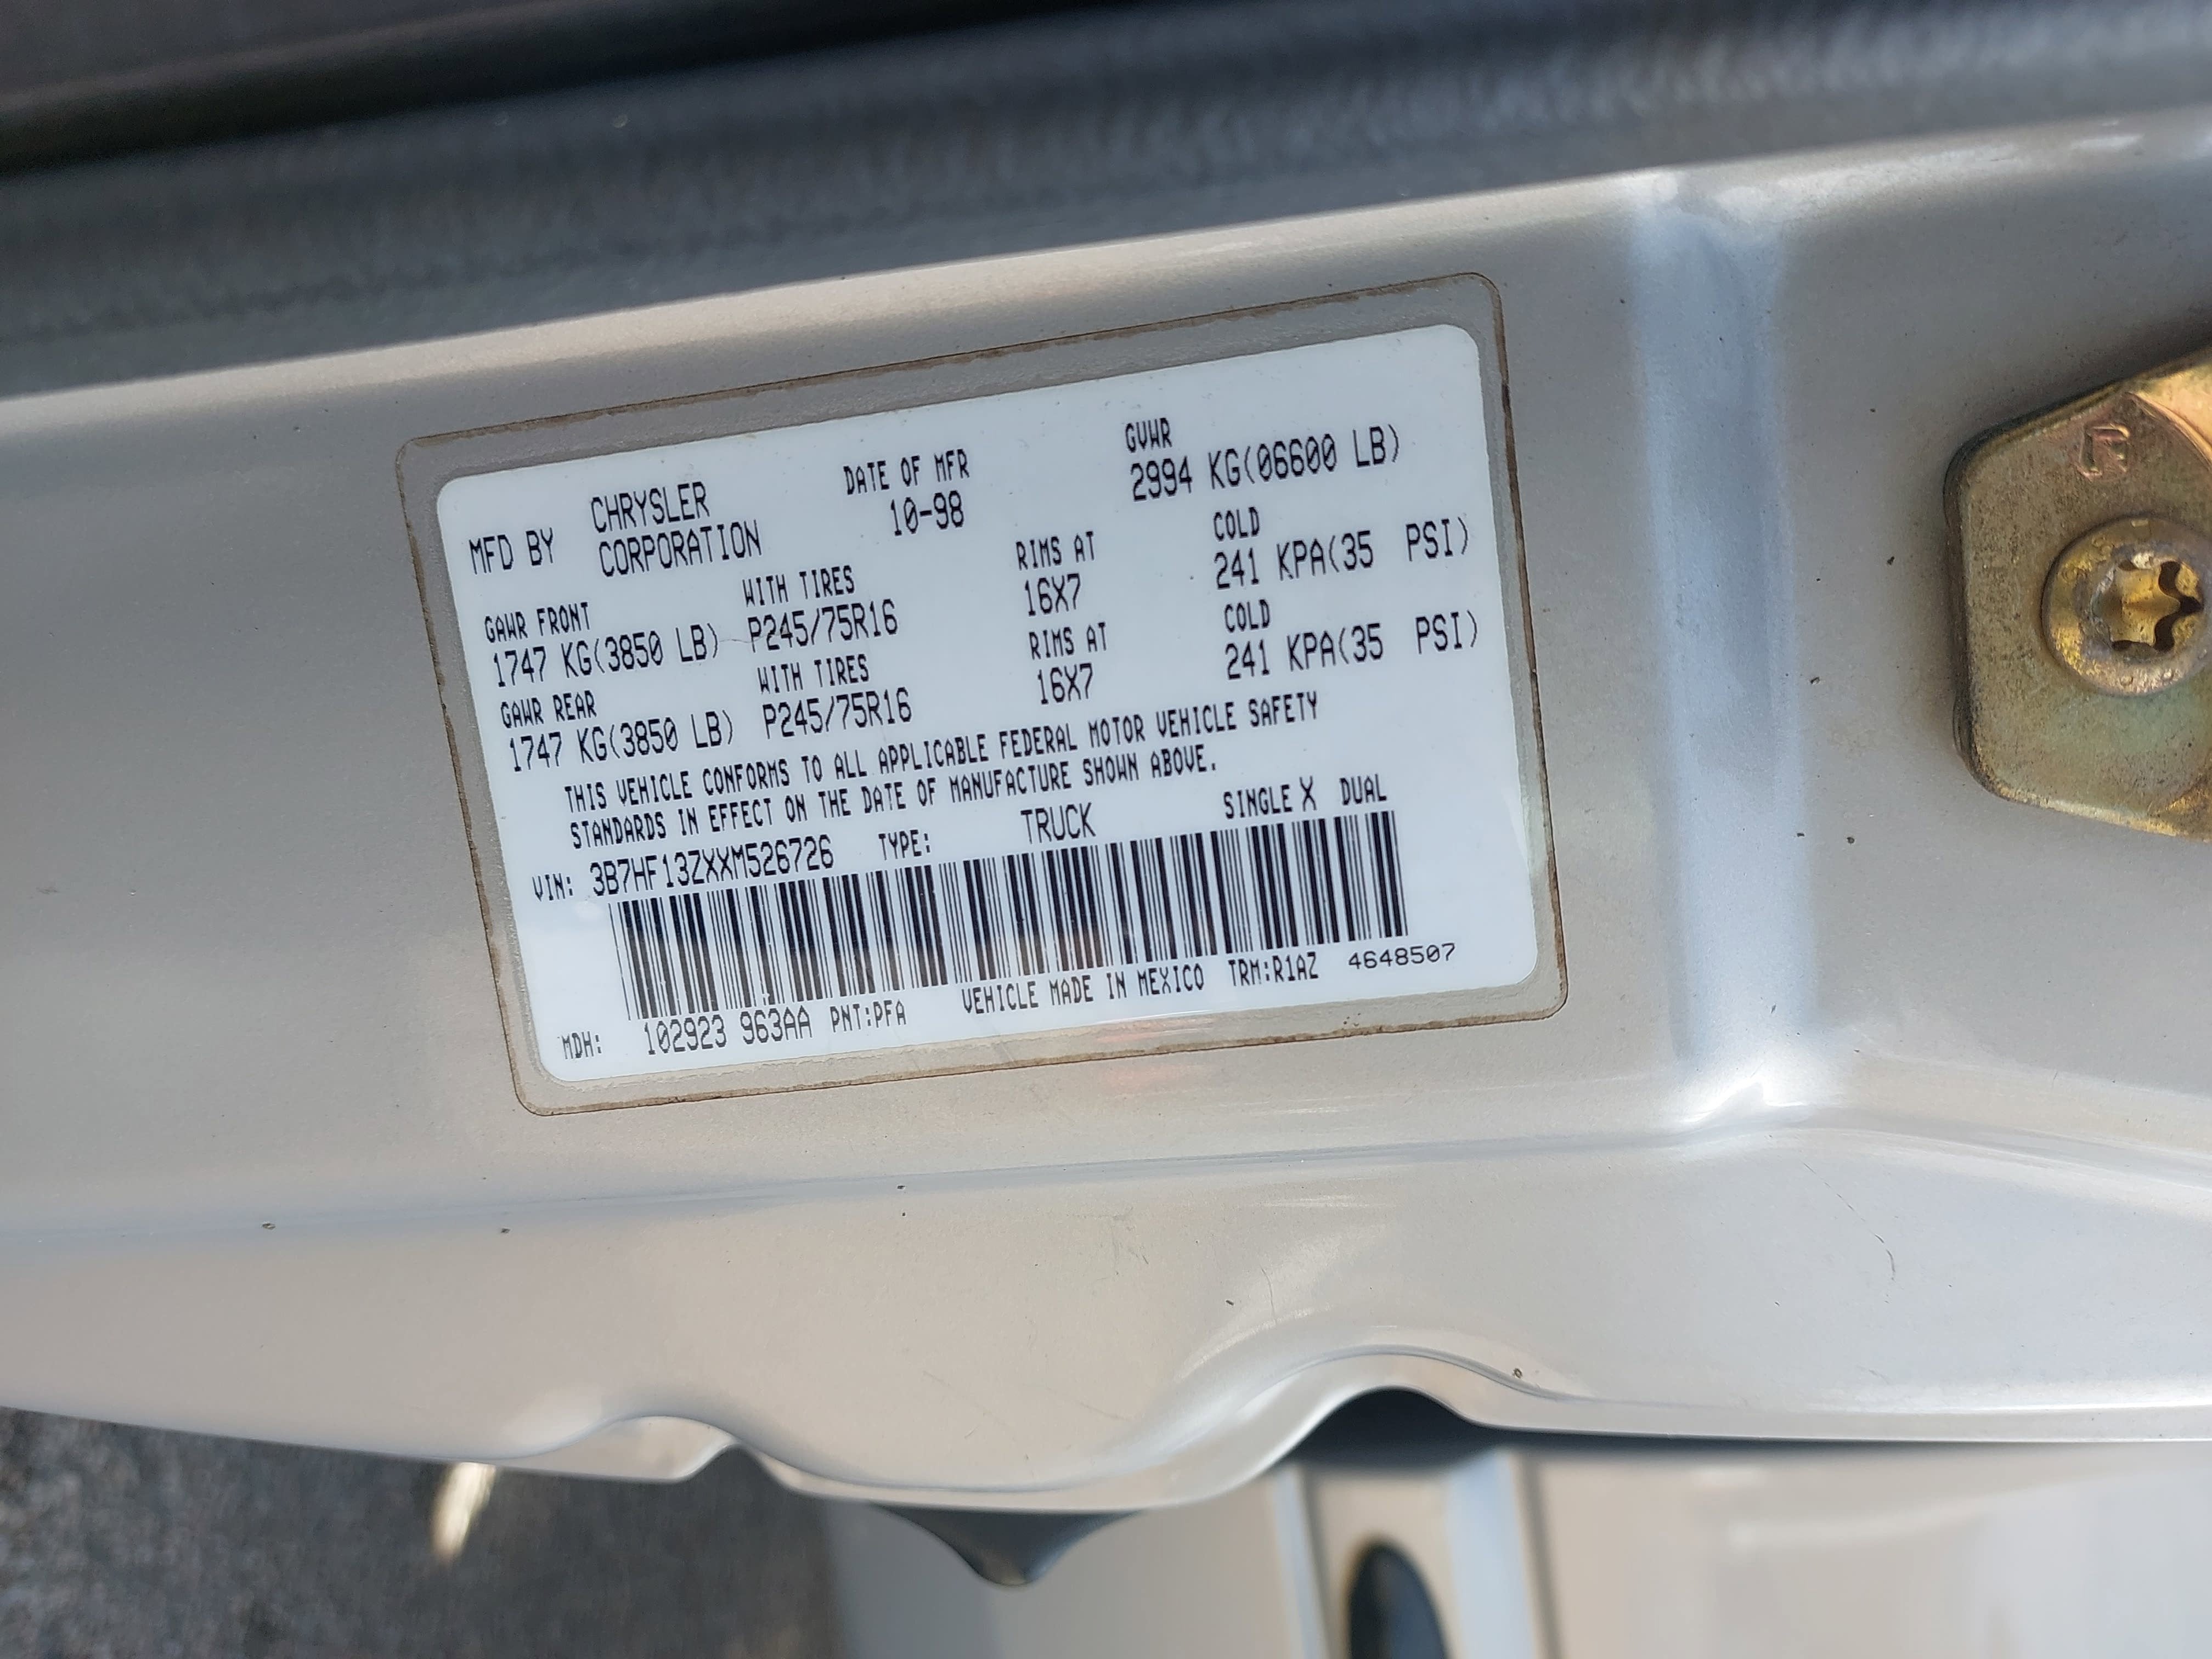 MFD BY CHRYSLER CORPORATION DATE OF MFR 10-98 GVWR 2994 KG(06600 LB)
GAWR FRONT WITH TIRES RIMS AT COLD
1747 KG(3850 LB) P245/75R16 16X7 241 KPA(35 PSI)
GAWR REAR WITH TIRES RIMS AT COLD
1747 KG(3850 LB) P245/75R16 16X7 241 KPA(35 PSI)
THIS VEHICLE CONFORMS TO ALL APPLICABLE FEDERAL MOTOR VEHICLE SAFETY
STANDARDS IN EFFECT ON THE DATE OF MANUFACTURE SHOWN ABOVE.
VIN: 3B7HF13ZXXM526726 TYPE: TRUCK SINGLE X DUAL
MDH: 102923 963AA PNT:PFA VEHICLE MADE IN MEXICO TRM:R1AZ 4648507